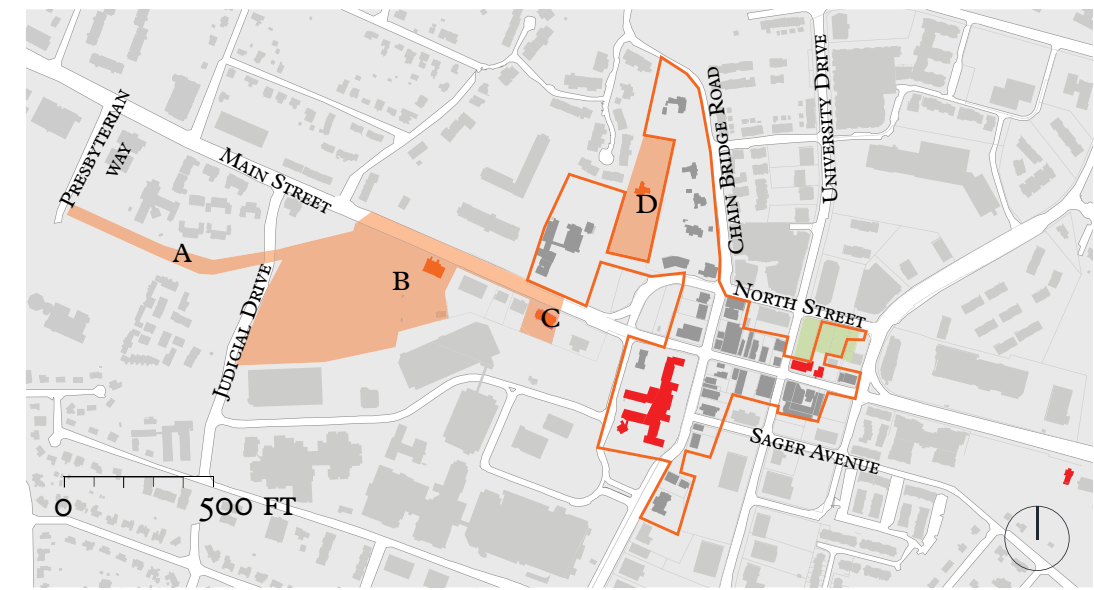 UNIVERSITY DRIVE
CHAIN BRIDGE ROAD
PRESBYTERIAN
WAY
MAIN STREET
D
A
B
JUDICIAL DRIVE
C
NORTH STREET
SAGER AVENUE
0
500 FT